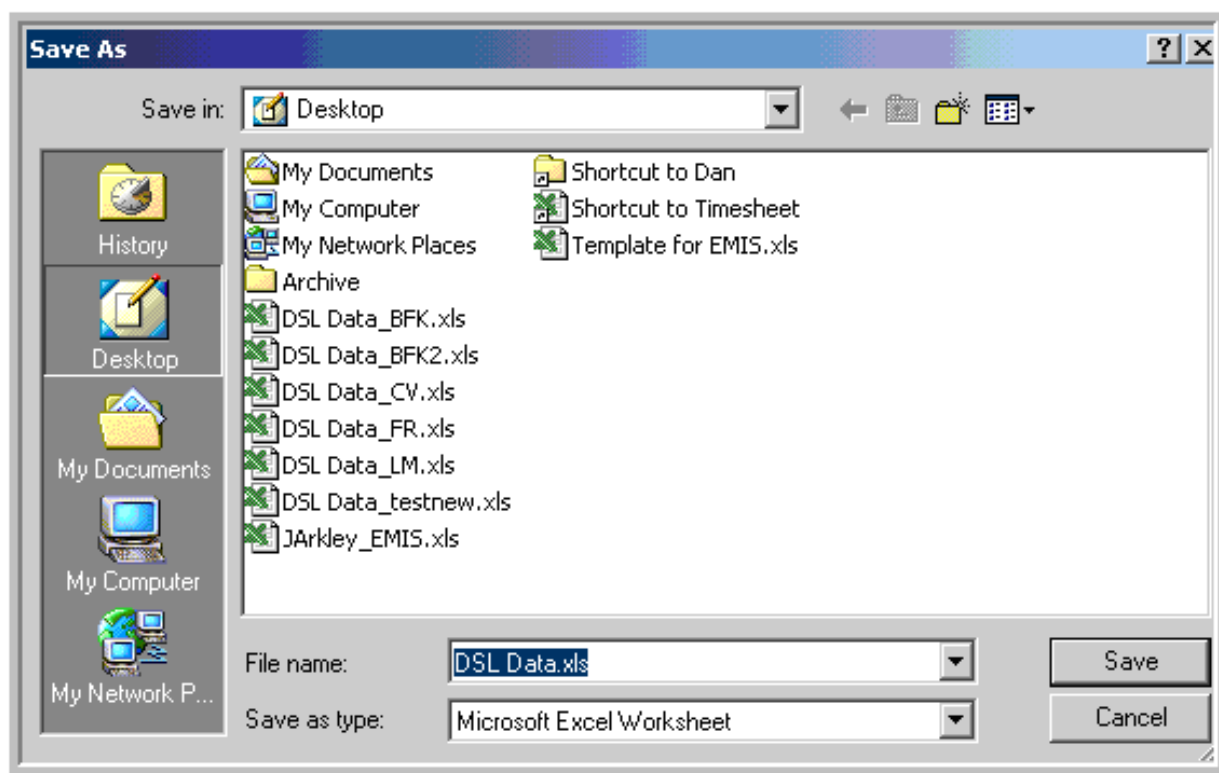 Save As
Save in: Desktop
History
Desktop
My Documents
My Computer
My Network P...
My Documents
My Computer
My Network Places
Archive
DSL Data_BFK.xls
DSL Data_BFK2.xls
DSL Data_CV.xls
DSL Data_FR.xls
DSL Data_LM.xls
DSL Data_testnew.xls
JArkley_EMIS.xls
Shortcut to Dan
Shortcut to Timesheet
Template for EMIS.xls
File name: DSL Data.xls Save
Save as type: Microsoft Excel Worksheet Cancel